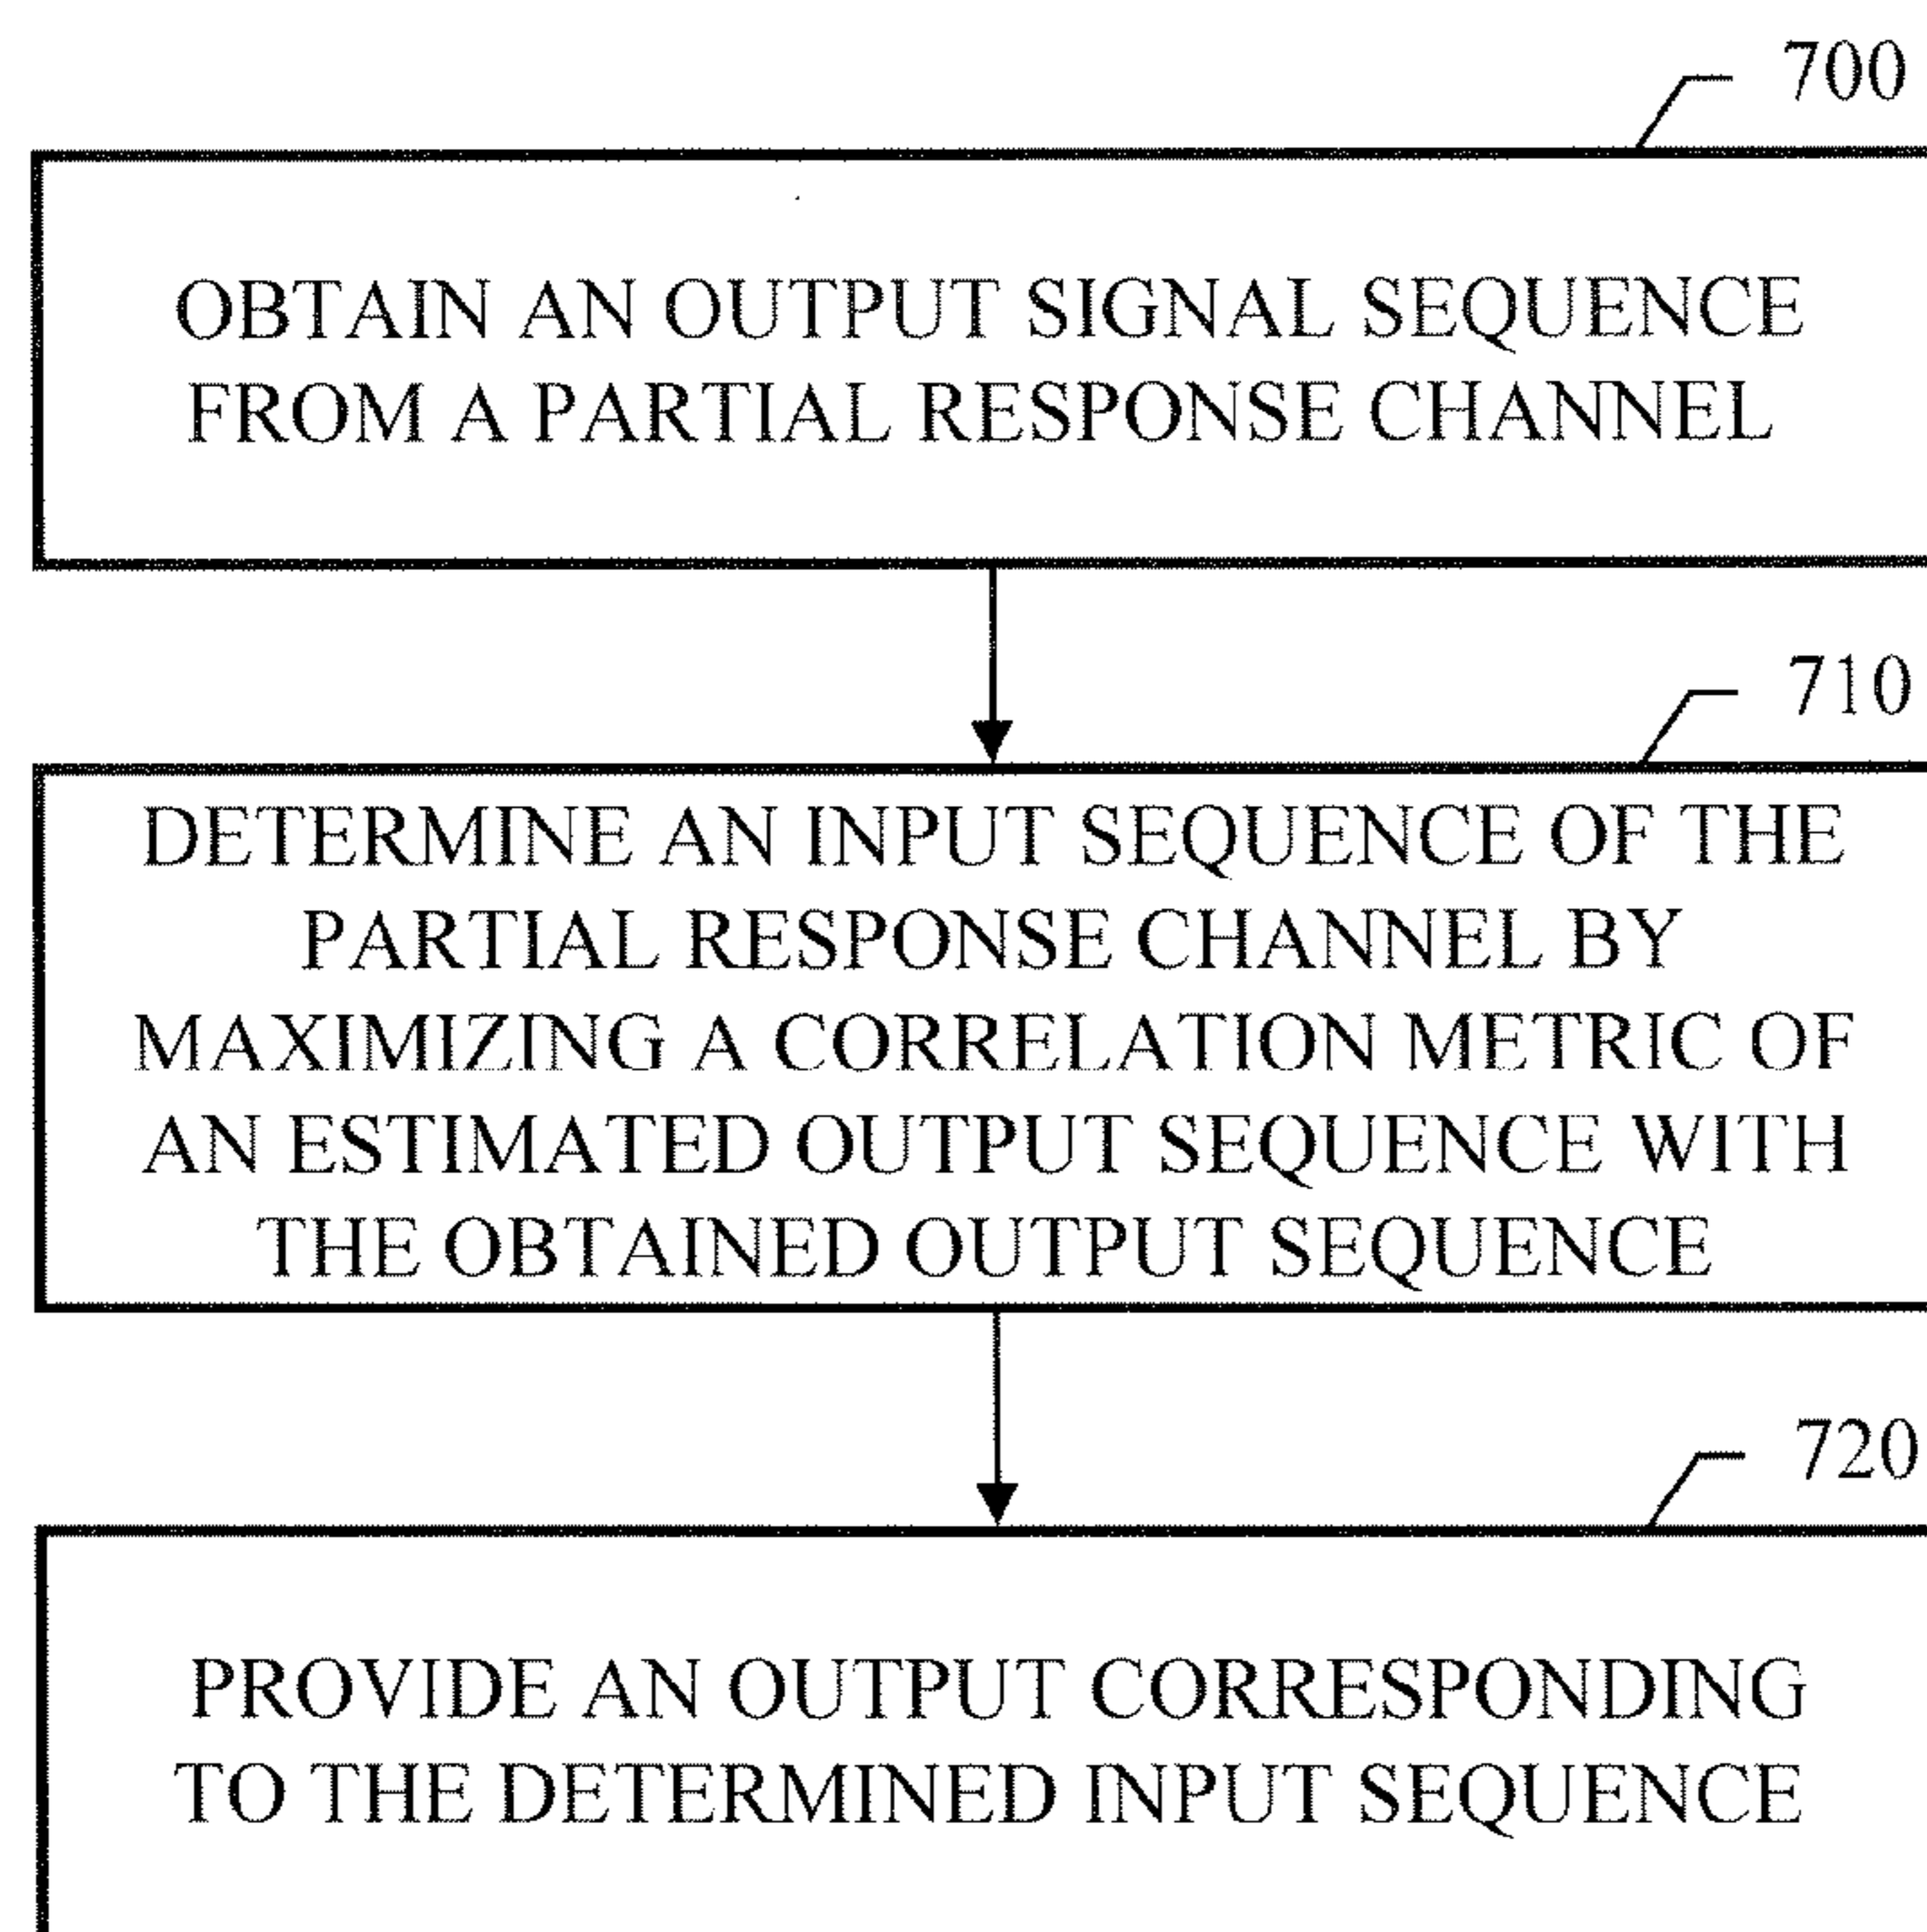 700
OBTAIN AN OUTPUT SIGNAL SEQUENCE
FROM A PARTIAL RESPONSE CHANNEL
710
DETERMINE AN INPUT SEQUENCE OF THE
PARTIAL RESPONSE CHANNEL BY
MAXIMIZING A CORRELATION METRIC OF
AN ESTIMATED OUTPUT SEQUENCE WITH
THE OBTAINED OUTPUT SEQUENCE
720
PROVIDE AN OUTPUT CORRESPONDING
TO THE DETERMINED INPUT SEQUENCE